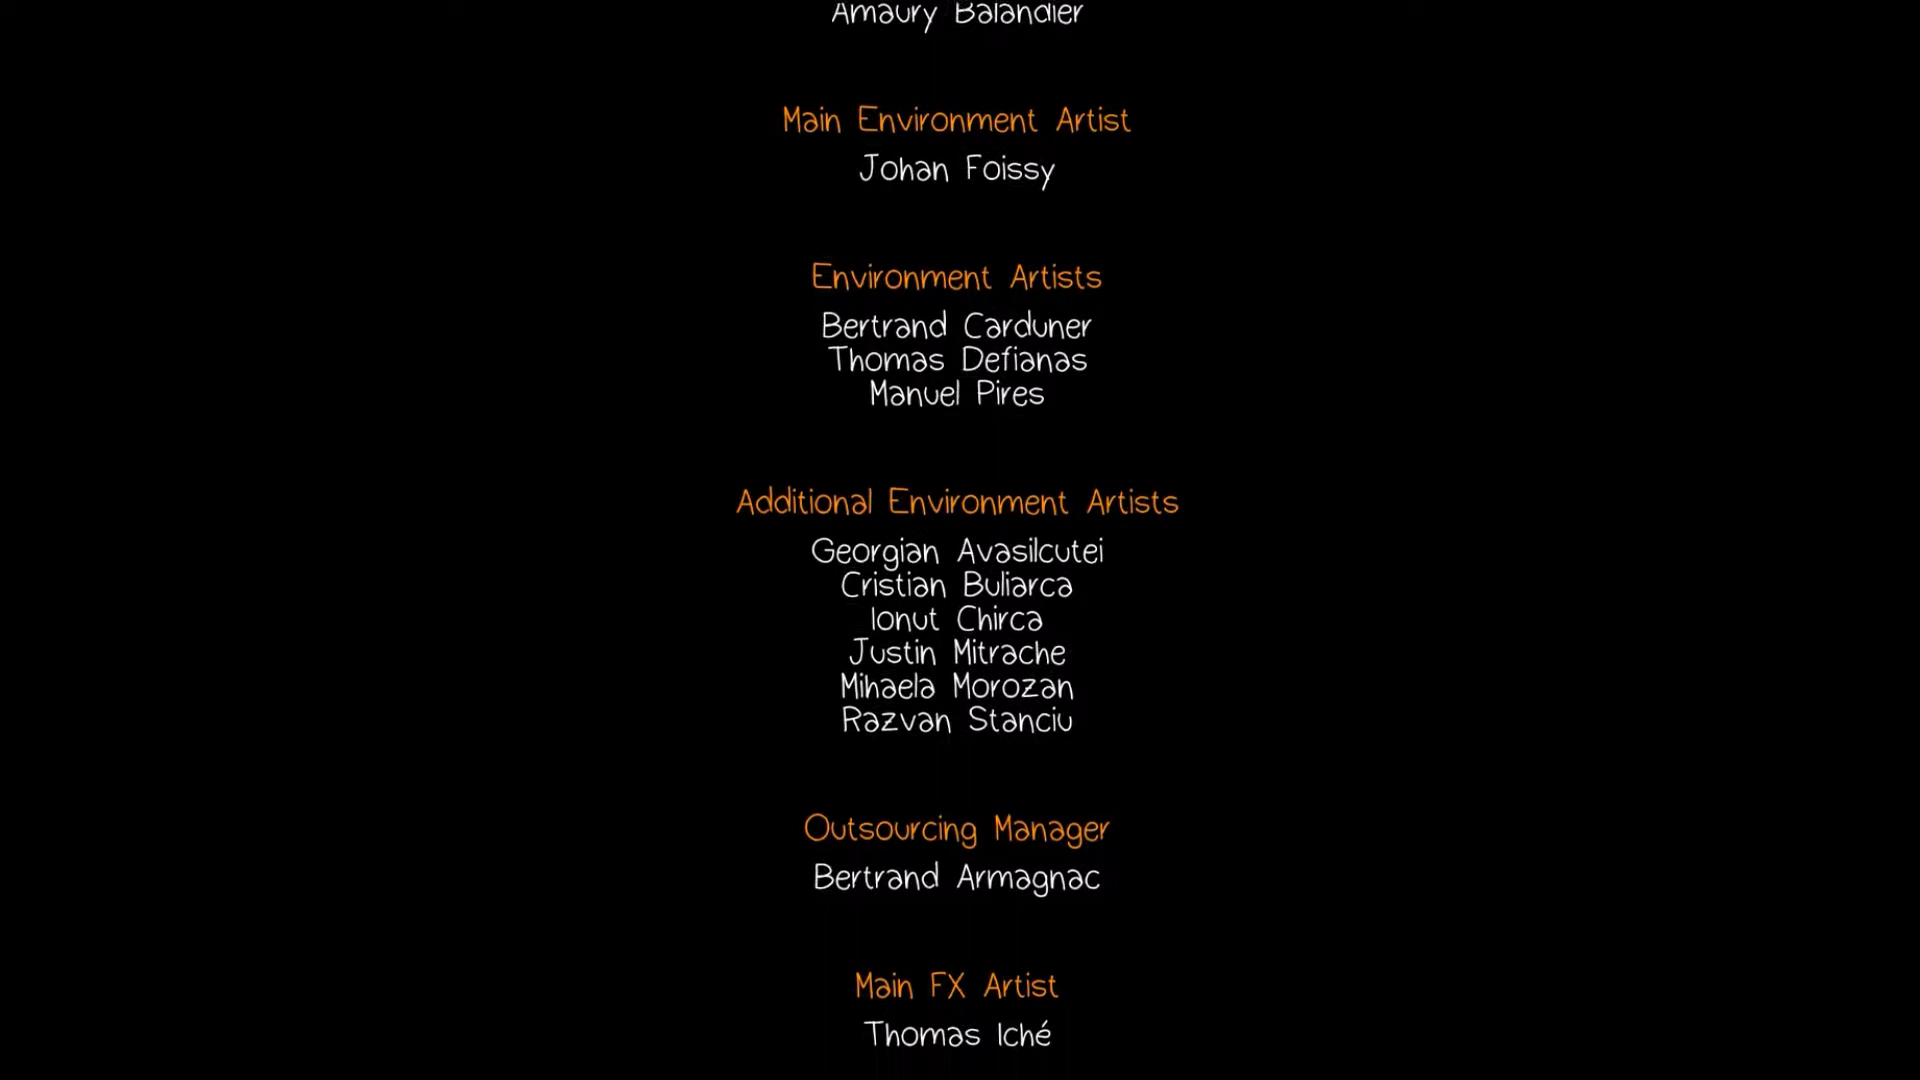 Amaury Balandier
Main Environment Artist
Johan Foissy
Environment Artists
Bertrand Carduner
Thomas Defianas
Manuel Pires
Additional Environment Artists
Georgian Avasilcutei
Cristian Buliarca
Ionut Chirca
Justin Mitrache
Mihaela Morozan
Razvan Stanciu
Outsourcing Manager
Bertrand Armagnac
Main FX Artist
Thomas Iché